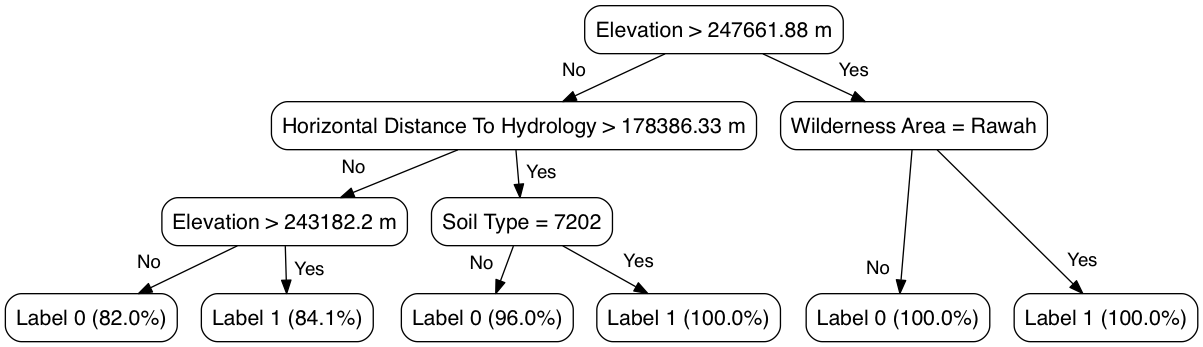 Elevation > 247661.88 m
No
Yes
Horizontal Distance To Hydrology > 178386.33 m
Wilderness Area = Rawah
No
Yes
Elevation > 243182.2 m
Soil Type = 7202
No
Yes
No
Yes
No
Yes
Label 0 (82.0%)
Label 1 (84.1%)
Label 0 (96.0%)
Label 1 (100.0%)
Label 0 (100.0%)
Label 1 (100.0%)